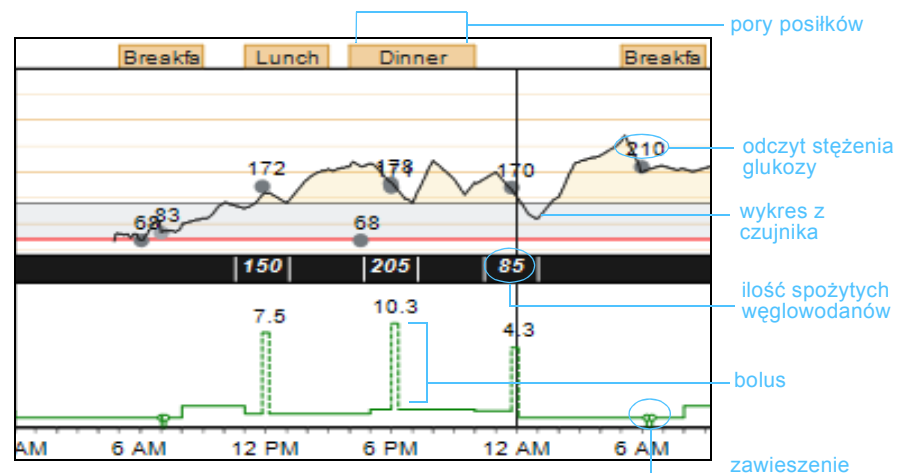 pory posiłków
Breakfa Lunch Dinner Breakfa
odczyt stężenia
glukozy
172 178 170 210
68 83 68
wykres z
czujnika
150 205 85
ilość spożytych
węglowodanów
7.5 10.3 4.3
bolus
AM 6 AM 12 PM 6 PM 12 AM 6 AM
zawieszenie